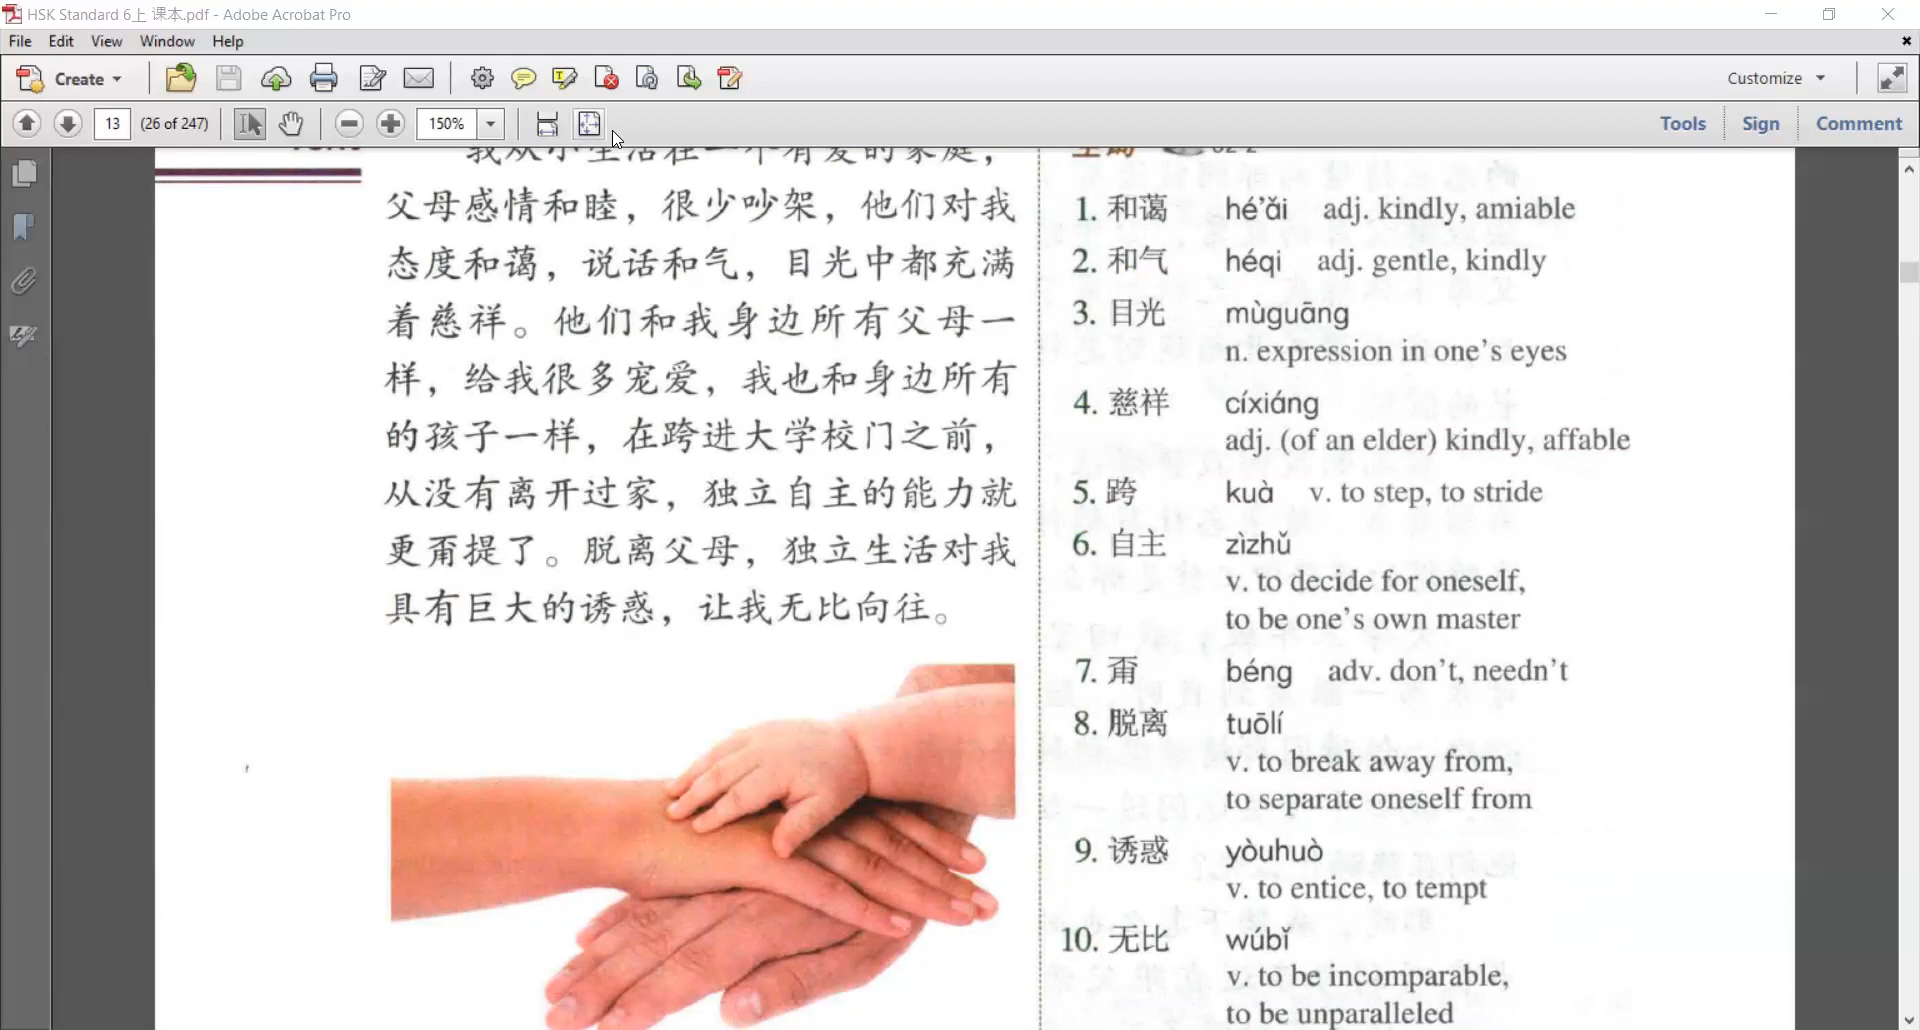 HSK Standard 6上 课本.pdf - Adobe Acrobat Pro
File Edit View Window Help
Create
Customize
13 (26 of 247) 150%
Tools Sign Comment
我从小生活在一个有爱的家庭，
父母感情和睦，很少吵架，他们对我
态度和蔼，说话和气，目光中都充满
着慈祥。他们和我身边所有父母一
样，给我很多宠爱，我也和身边所有
的孩子一样，在跨进大学校门之前，
从没有离开过家，独立自主的能力就
更甭提了。脱离父母，独立生活对我
具有巨大的诱惑，让我无比向往。
生词
1. 和蔼 hé’ǎi adj. kindly, amiable
2. 和气 héqi adj. gentle, kindly
3. 目光 mùguāng
n. expression in one’s eyes
4. 慈祥 cíxiáng
adj. (of an elder) kindly, affable
5. 跨 kuà v. to step, to stride
6. 自主 zìzhǔ
v. to decide for oneself,
to be one’s own master
7. 甭 béng adv. don’t, needn’t
8. 脱离 tuōlí
v. to break away from,
to separate oneself from
9. 诱惑 yòuhuò
v. to entice, to tempt
10. 无比 wúbǐ
v. to be incomparable,
to be unparalleled